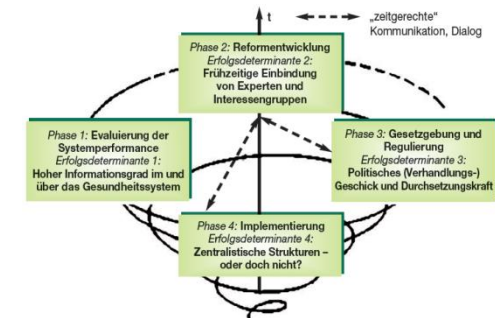 t
„zeitgerechte“
Kommunikation, Dialog
Phase 2: Reformentwicklung
Erfolgsdeterminante 2:
Frühzeitige Einbindung
von Experten und
Interessengruppen
Phase 1: Evaluierung der
Systemperformance
Erfolgsdeterminante 1:
Hoher Informationsgrad im und
über das Gesundheitssystem
Phase 3: Gesetzgebung und
Regulierung
Erfolgsdeterminante 3:
Politisches (Verhandlungs-)
Geschick und Durchsetzungskraft
Phase 4: Implementierung
Erfolgsdeterminante 4:
Zentralistische Strukturen –
oder doch nicht?